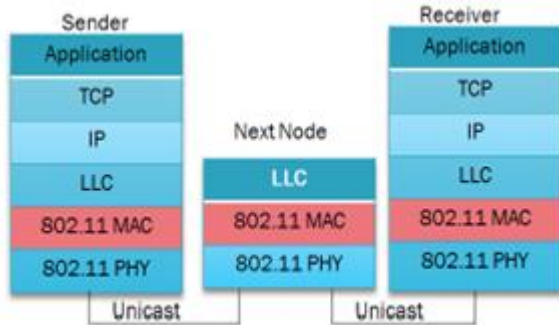 Sender
Application
TCP
IP
LLC
802.11 MAC
802.11 PHY
Next Node
LLC
802.11 MAC
802.11 PHY
Receiver
Application
TCP
IP
LLC
802.11 MAC
802.11 PHY
Unicast
Unicast